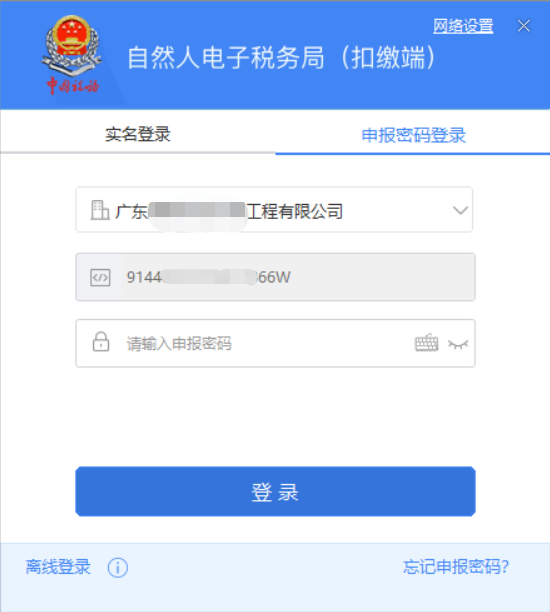 网络设置
中国税务
自然人电子税务局（扣缴端）
实名登录
申报密码登录
广东 工程有限公司
9144 366W
请输入申报密码
登录
离线登录
忘记申报密码?